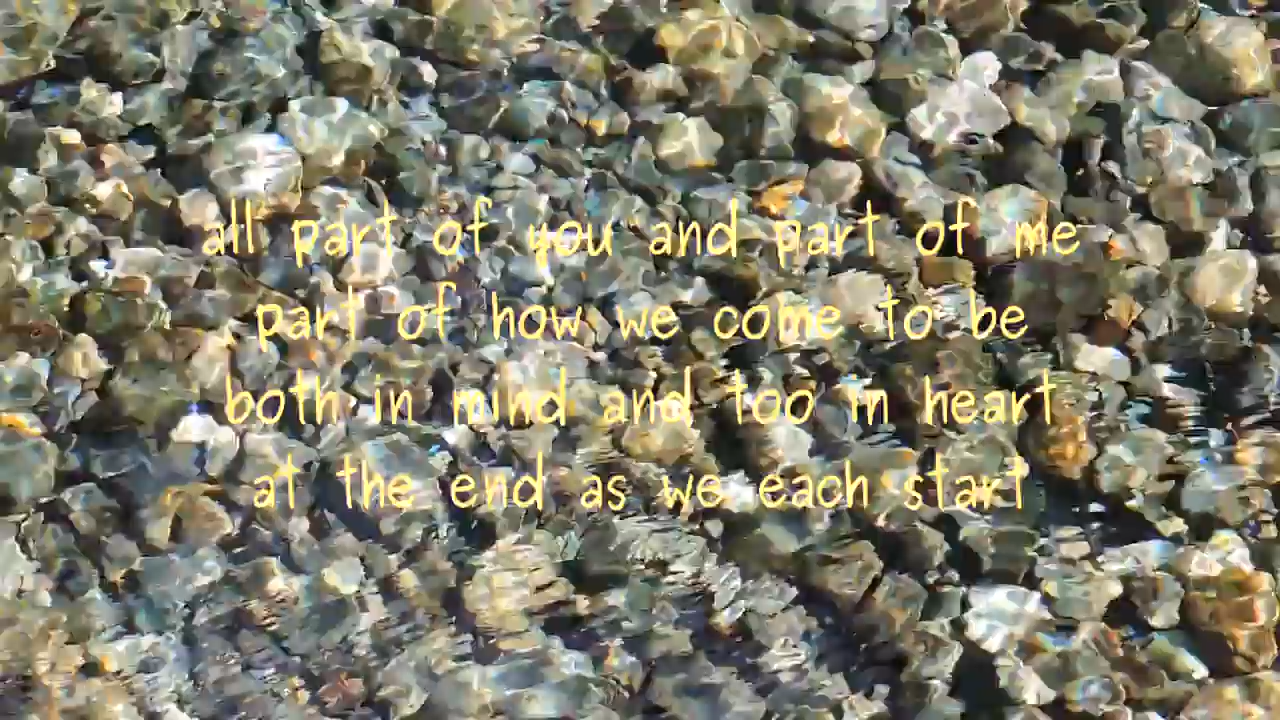 all part of you and part of me
part of how we come to be
both in mind and too in heart
at the end as we each start